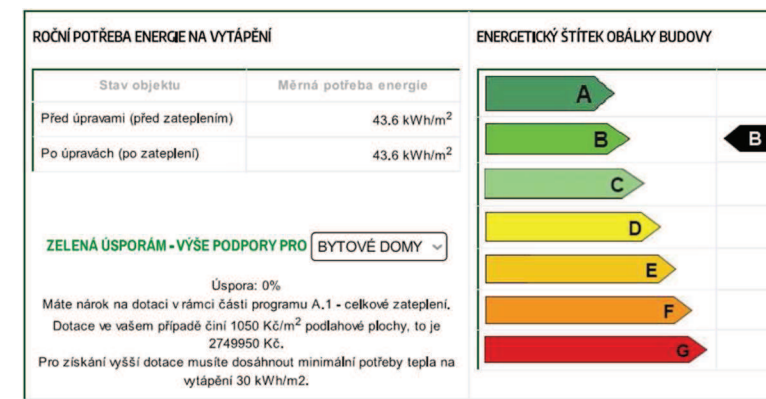 ROČNÍ POTŘEBA ENERGIE NA VYTÁPĚNÍ
Stav objektu Měrná potřeba energie
Před úpravami (před zateplením) 43.6 kWh/m²
Po úpravách (po zateplení) 43.6 kWh/m²
ZELENÁ ÚSPORÁM - VÝŠE PODPORY PRO BYTOVÉ DOMY
Úspora: 0%
Máte nárok na dotaci v rámci části programu A.1 - celkové zateplení.
Dotace ve vašem případě činí 1050 Kč/m² podlahové plochy, to je
2749950 Kč.
Pro získání vyšší dotace musíte dosáhnout minimální potřeby tepla na
vytápění 30 kWh/m2.
ENERGETICKÝ ŠTÍTEK OBÁLKY BUDOVY
A
B B
C
D
E
F
G